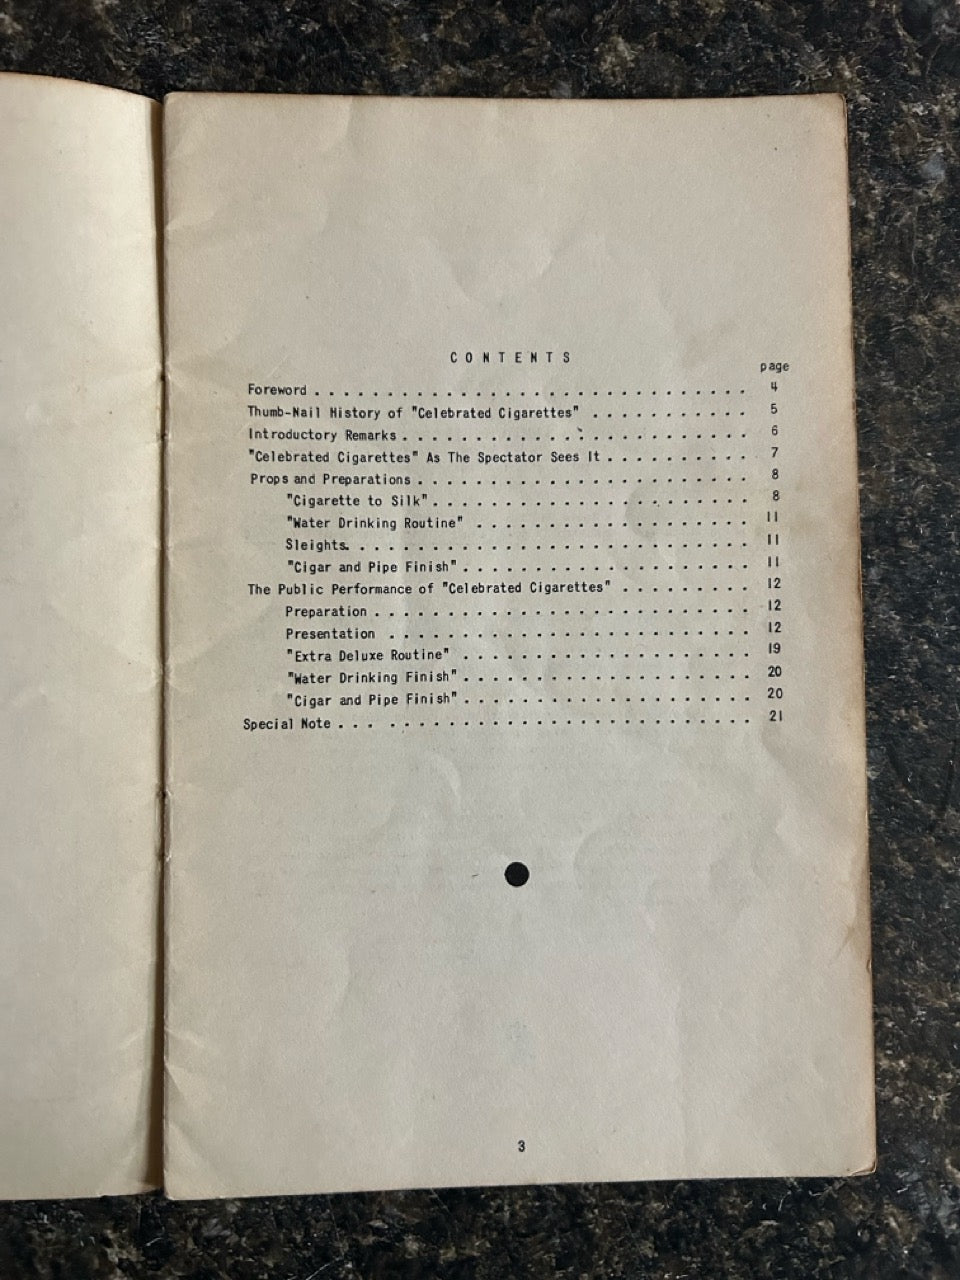 CONTENTS
page
Foreword . . . . . . . . . . . . . . . . . . . . . . . . . . . . . . 4
Thumb-Nail History of "Celebrated Cigarettes" . . . . . . . . . . . 5
Introductory Remarks . . . . . . . . . . . . . . . . . . . . . . . . 6
"Celebrated Cigarettes" As The Spectator Sees It . . . . . . . . . . 7
Props and Preparations . . . . . . . . . . . . . . . . . . . . . . . 8
"Cigarette to Silk" . . . . . . . . . . . . . . . . . . . . . . 8
"Water Drinking Routine" . . . . . . . . . . . . . . . . . . . 11
Sleights. . . . . . . . . . . . . . . . . . . . . . . . . . . . 11
"Cigar and Pipe Finish" . . . . . . . . . . . . . . . . . . . . 11
The Public Performance of "Celebrated Cigarettes" . . . . . . . . . 12
Preparation . . . . . . . . . . . . . . . . . . . . . . . . . . 12
Presentation . . . . . . . . . . . . . . . . . . . . . . . . . 12
"Extra Deluxe Routine" . . . . . . . . . . . . . . . . . . . . 19
"Water Drinking Finish" . . . . . . . . . . . . . . . . . . . . 20
"Cigar and Pipe Finish" . . . . . . . . . . . . . . . . . . . . 20
Special Note . . . . . . . . . . . . . . . . . . . . . . . . . . . . 21
3